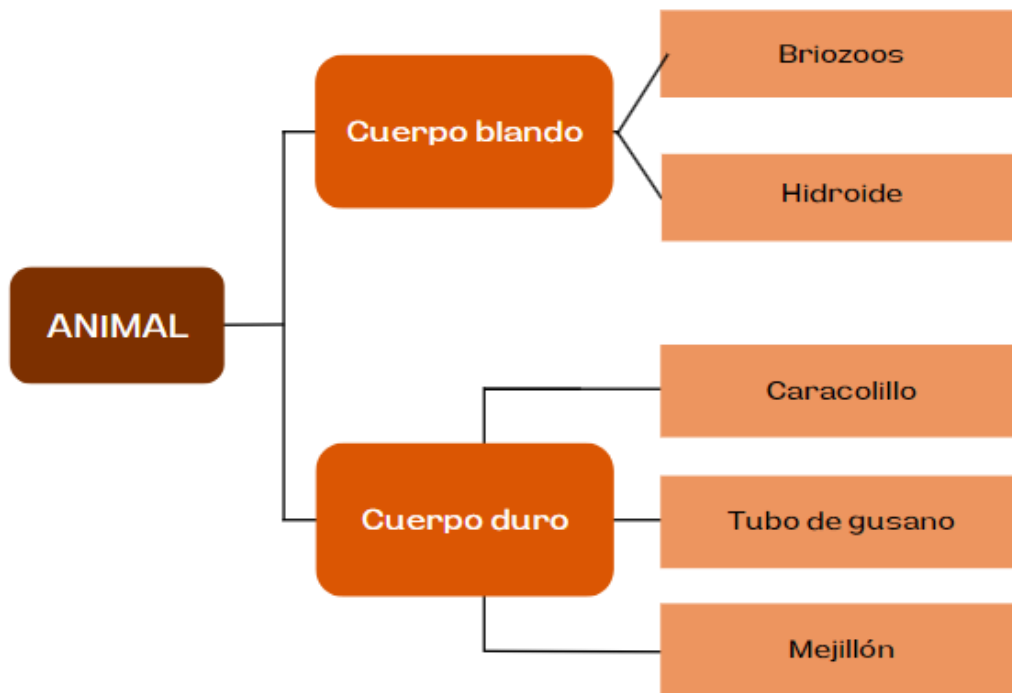 ANIMAL
Cuerpo blando
Briozoos
Hidroide
Cuerpo duro
Caracolillo
Tubo de gusano
Mejillón